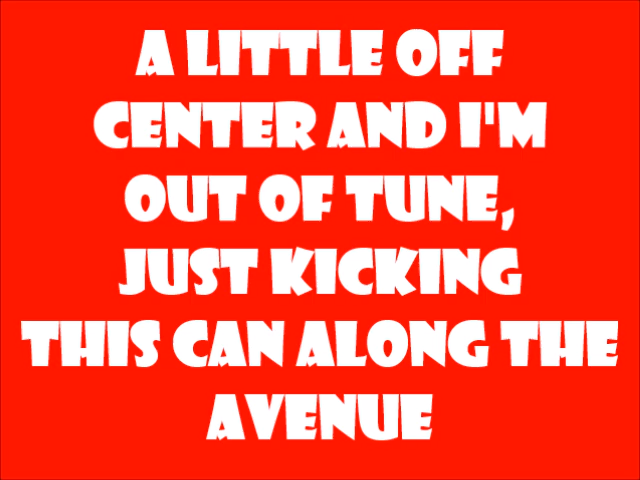 A LITTLE OFF
CENTER AND I'M
OUT OF TUNE,
JUST KICKING
THIS CAN ALONG THE
AVENUE